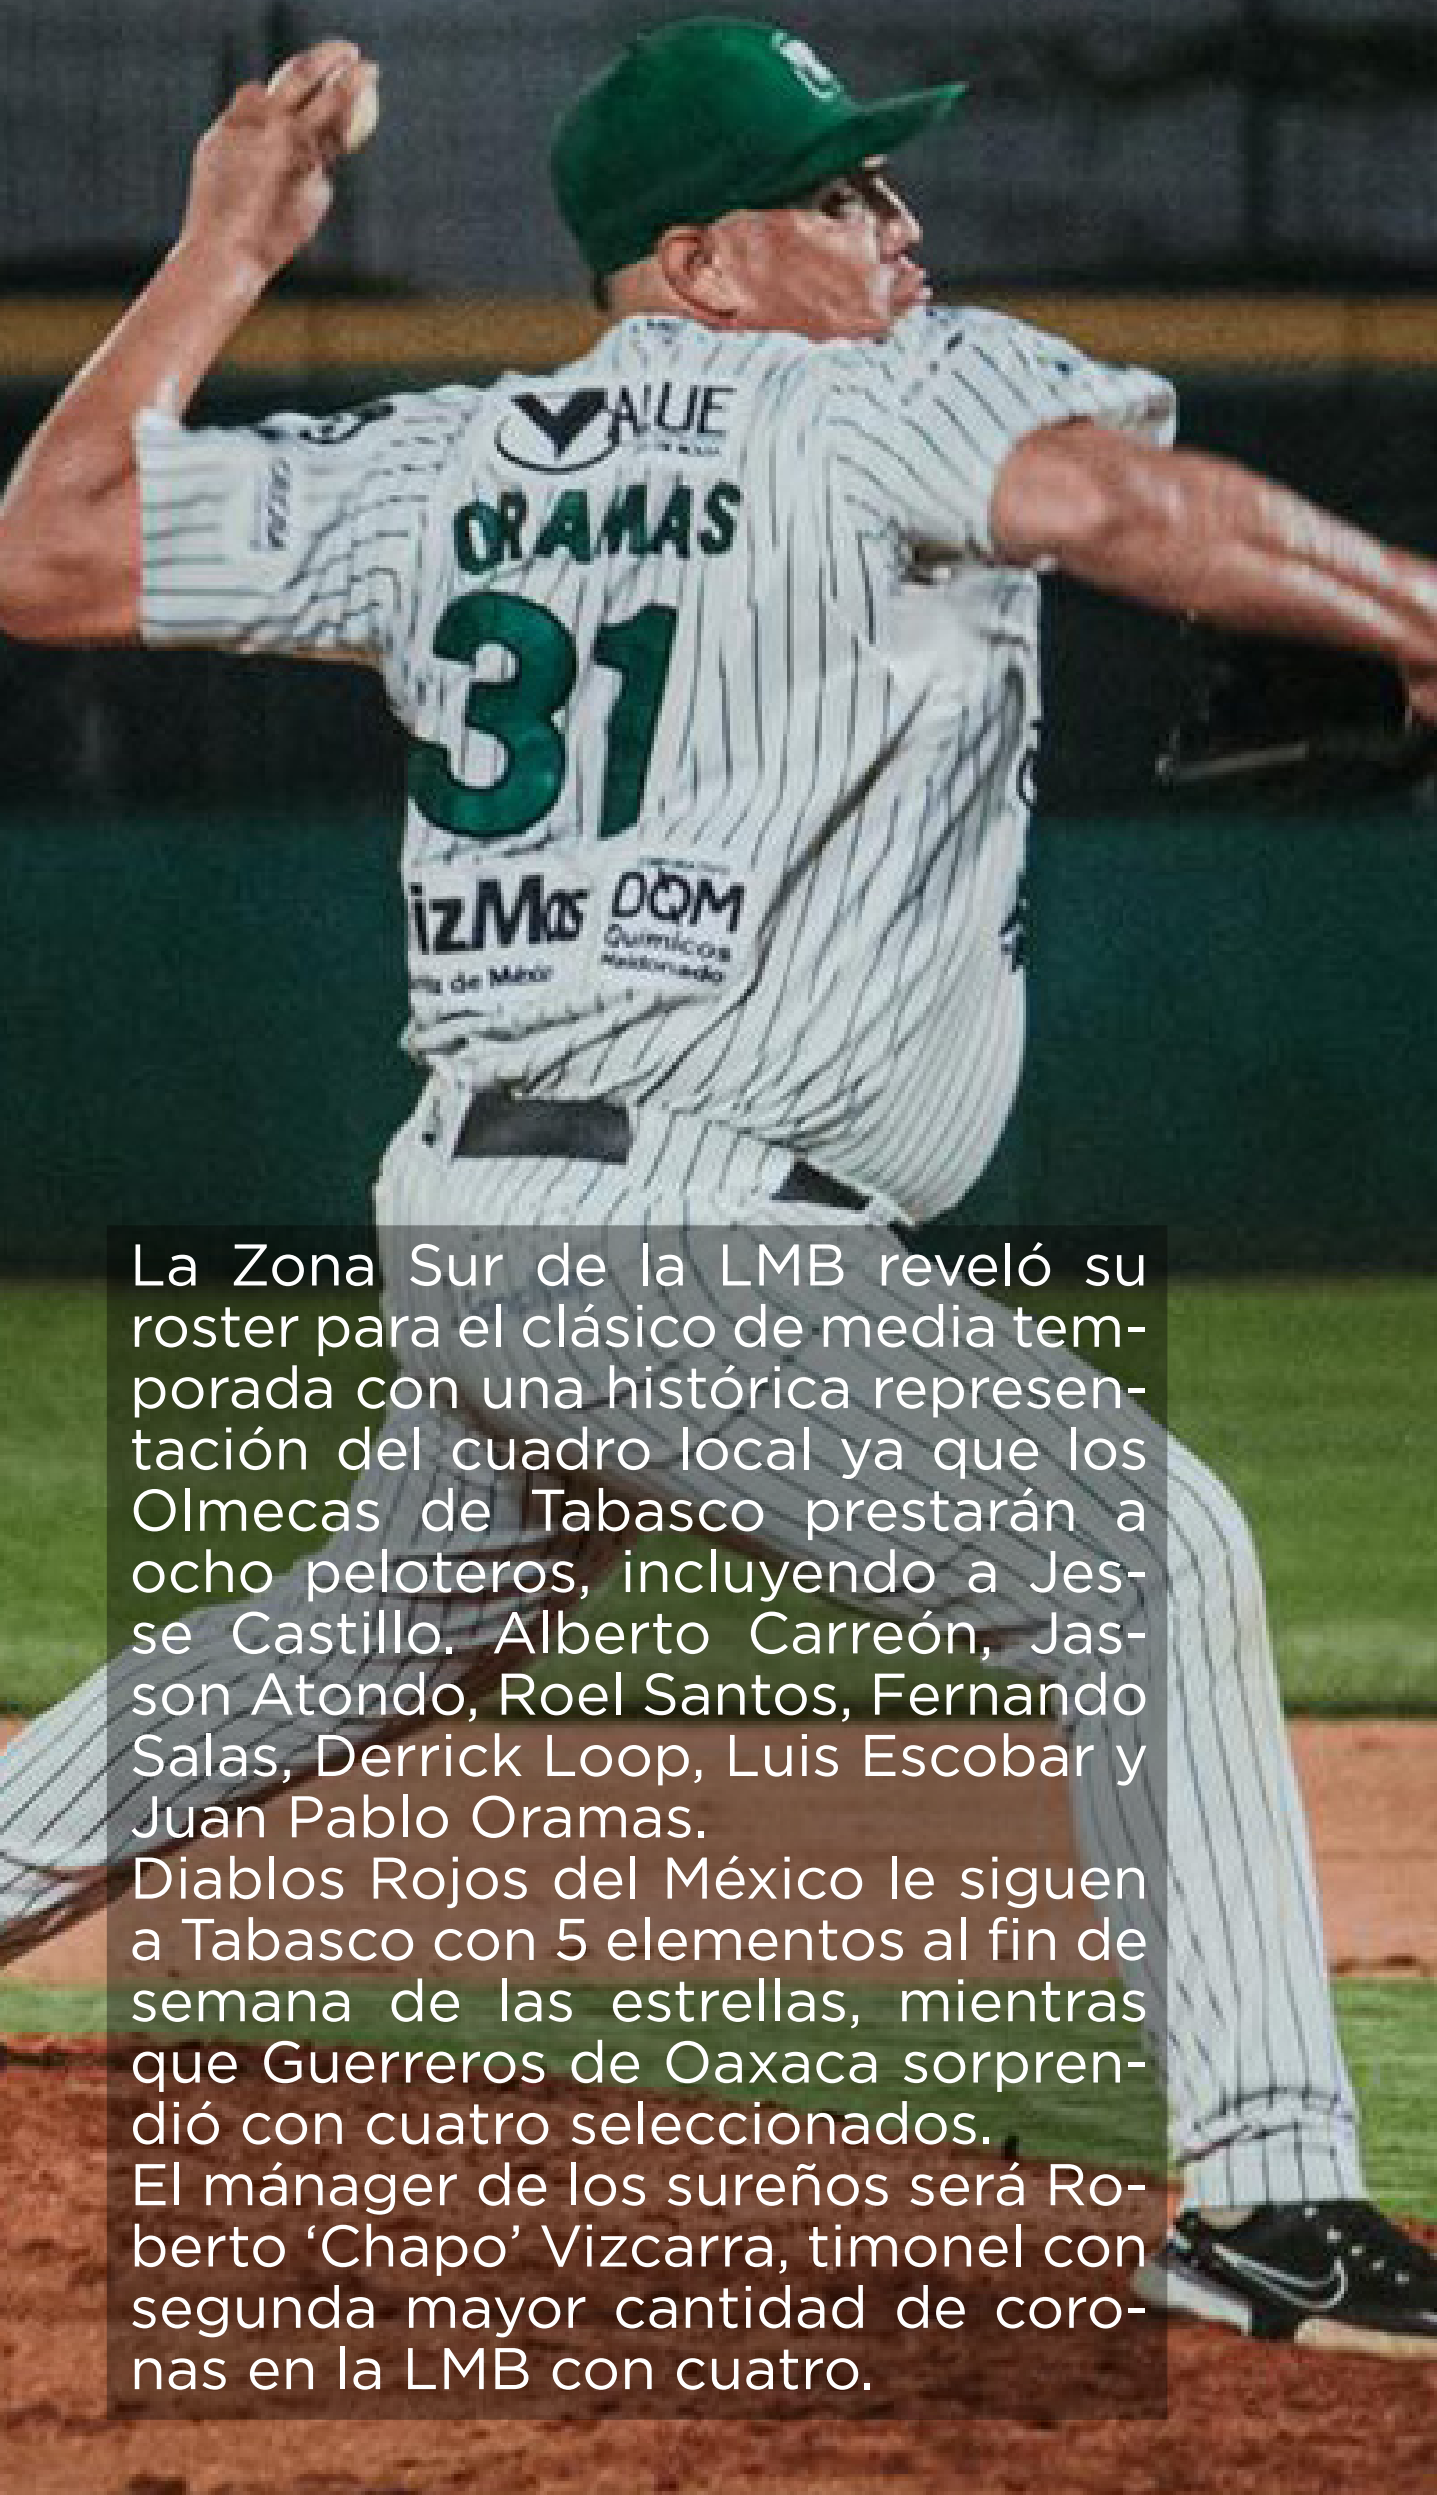 VALUE
ORAMAS
31
izMas
DQM
Químicos
Maldonado
La Zona Sur de la LMB reveló su
roster para el clásico de media tem-
porada con una histórica represen-
tación del cuadro local ya que los
Olmecas de Tabasco prestarán a
ocho peloteros, incluyendo a Jes-
se Castillo. Alberto Carreón, Jas-
son Atondo, Roel Santos, Fernando
Salas, Derrick Loop, Luis Escobar y
Juan Pablo Oramas.
Diablos Rojos del México le siguen
a Tabasco con 5 elementos al fin de
semana de las estrellas, mientras
que Guerreros de Oaxaca sorpren-
dió con cuatro seleccionados.
El mánager de los sureños será Ro-
berto ‘Chapo’ Vizcarra, timonel con
segunda mayor cantidad de coro-
nas en la LMB con cuatro.